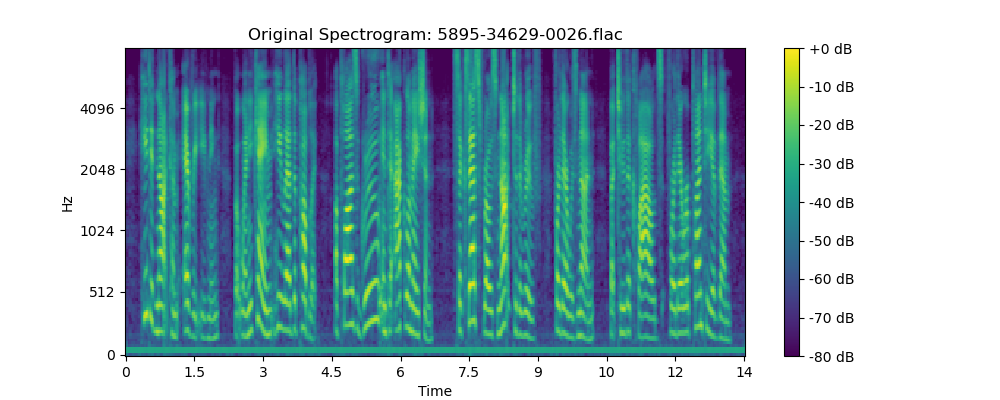 Original Spectrogram: 5895-34629-0026.flac
Hz
4096
2048
1024
512
0
0 1.5 3 4.5 6 7.5 9 10 12 14
Time
+0 dB
-10 dB
-20 dB
-30 dB
-40 dB
-50 dB
-60 dB
-70 dB
-80 dB